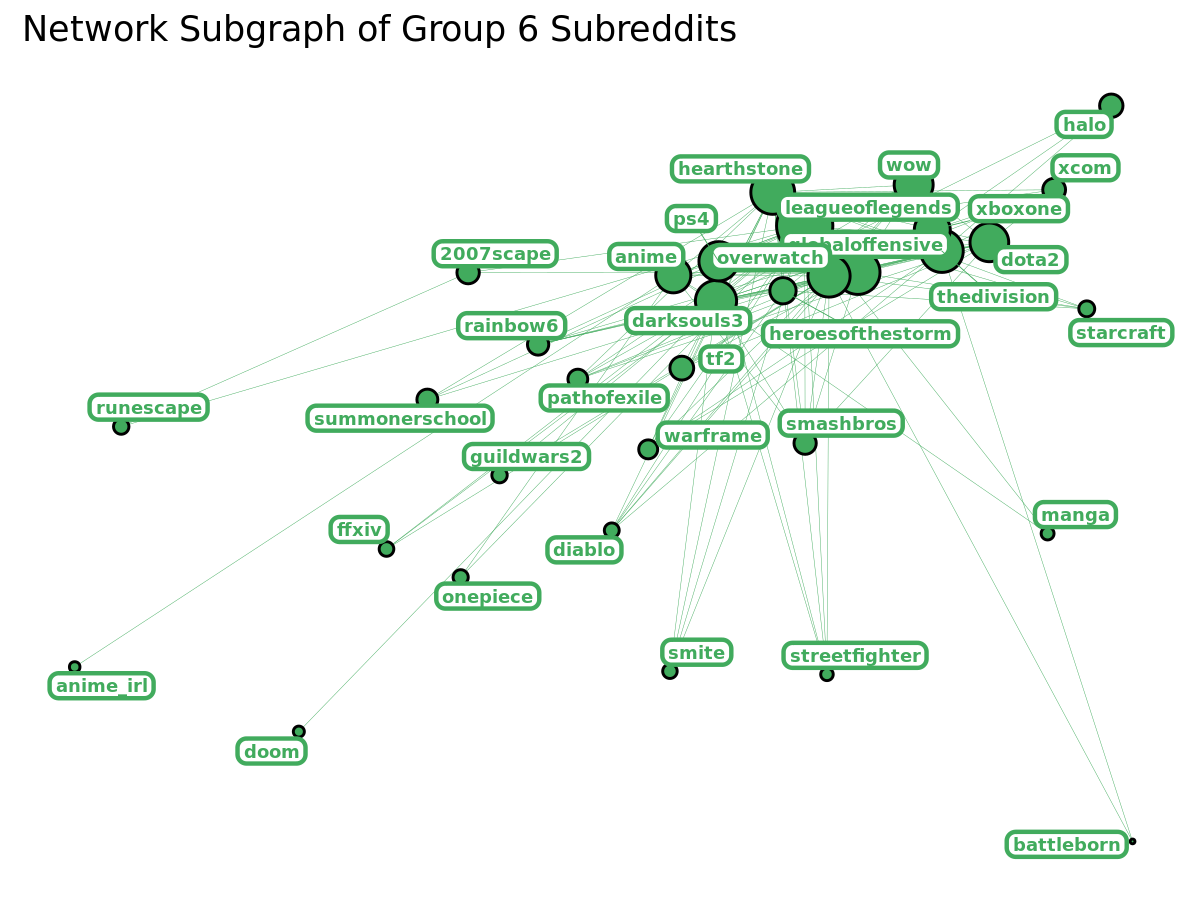 Network Subgraph of Group 6 Subreddits
halo
xcom
wow
hearthstone
leagueoflegends
xboxone
ps4
globaloffensive
2007scape
anime
overwatch
dota2
thedivision
rainbow6
darksouls3
heroesofthestorm
starcraft
tf2
pathofexile
runescape
summonerschool
smashbros
warframe
guildwars2
manga
ffxiv
diablo
onepiece
smite
streetfighter
anime_irl
doom
battleborn